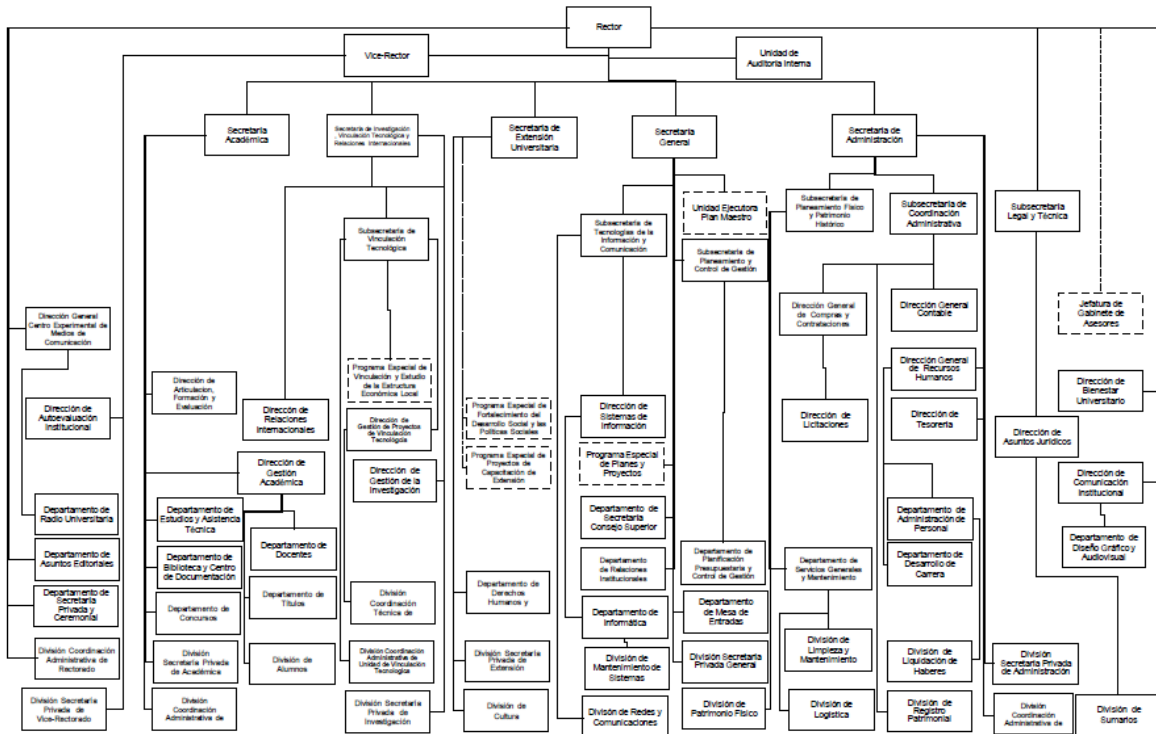 Rector
Vice-Rector
Unidad de
Auditoria Interna
Secretaría
Académica
Secretaría de Investigación
, Vinculación Tecnológica y
Relaciones Internacionales
Secretaría de
Extensión
Universitaria
Secretaría
General
Secretaría de
Administración
Subsecretaría de
Vinculación
Tecnológica
Subsecretaría de
Tecnologías de la
Información y
Comunicación
Unidad Ejecutora
Plan Maestro
Subsecretaría de
Planeamiento y
Control de Gestión
Subsecretaría de
Planeamiento Físico
y Patrimonio
Histórico
Subsecretaría de
Coordinación
Administrativa
Subsecretaría
Legal y Técnica
Dirección General
Centro Experimental de
Medios de
Comunicación
Dirección General
de Compras y
Contrataciones
Dirección General
Contable
Jefatura de
Gabinete de
Asesores
Dirección de
Autoevaluación
Institucional
Dirección de
Articulacion,
Formación y
Evaluación
Direccón de
Relaciones
Internacionales
Programa Especial de
Vinculación y Estudio
de la Estructura
Económica Local
Dirección de
Gestión de Proyectos
de Vinculación
Tecnológcia
Programa Especial de
Fortalecimiento del
Desarrollo Social y las
Políticas Sociales
Dirección de
Sistemas de
Información
Dirección de
Licitaciones
Dirección General
de Recursos
Humanos
Dirección de
Tesorería
Dirección de
Bienestar
Universitario
Dirección de
Asuntos Jurídicos
Dirección de
Gestión
Académica
Dirección de
Gestión de la
Investigación
Programa Especial de
Proyectos de
Capacitación de
Extensión
Programa Especial
de Planes y
Proyectos
Dirección de
Comunicación
Institucional
Departamento de
Radio Universitaria
Departamento
de Estudios y Asistencia
Técnica
Departamento de
Docentes
Departamento de
Secretaría
Consejo Superior
Departamento de
Administración de
Personal
Departamento de
Diseño Gráfico y
Audiovisual
Departamento de
Asuntos Editoriales
Departamento de
Biblioteca y Centro
de Documentación
Departamento
de Relaciones
Institucionales
Departamento de
Planificación
Presupuestaria y
Control de Gestión
Departamento de
Servicios Generales
y Mantenimiento
Departamento de
Desarrollo de
Carrera
Departamento de
Secretaría
Privada y
Ceremonial
Departamento de
Concursos
Departamento de
Títulos
División
Coordinación
Técnica de
Departamento de
Derechos
Humanos y
Departamento de
Informática
Departamento
de Mesa de
Entradas
División Coordinación
Administrativa de
Rectorado
División
Secretaría Privada
de Académica
División de
Alumnos
División Coordinación
Administrativa de
Unidad de Vinculación
Tecnologica
División Secretaría
Privada de
Extensión
División de
Mantenimiento de
Sistemas
División Secretaría
Privada General
División de
Limpieza y
Mantenimiento
División de
Liquidación de
Haberes
División
Secretaría Privada
de Administración
División Secretaría
Privada de
Vice-Rectorado
División
Coordinación
Administrativa de
División Secretaría
Privada de
Investigación
División de
Cultura
División de Redes y
Comunicaciones
División de
Patrimonio Físico
División de
Logística
División de
Registro
Patrimonial
División
Coordinación
Administrativa de
División de
Sumarios